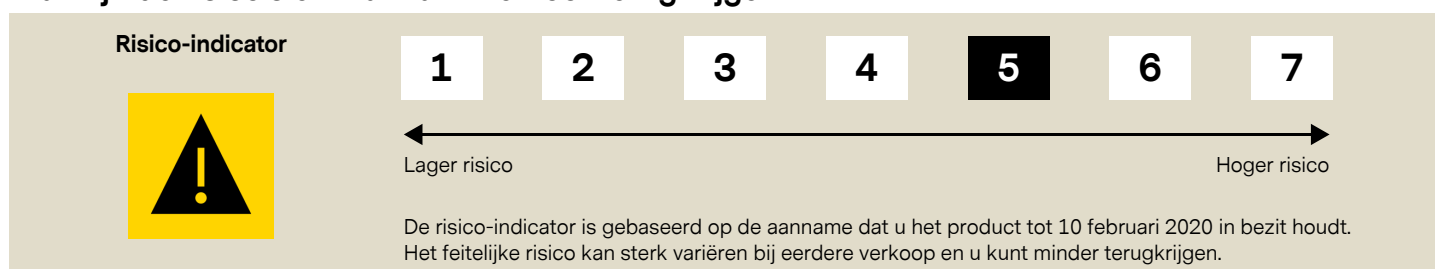 Risico-indicator
1 2 3 4 5 6 7
Lager risico Hoger risico
De risico-indicator is gebaseerd op de aanname dat u het product tot 10 februari 2020 in bezit houdt.
Het feitelijke risico kan sterk variëren bij eerdere verkoop en u kunt minder terugkrijgen.